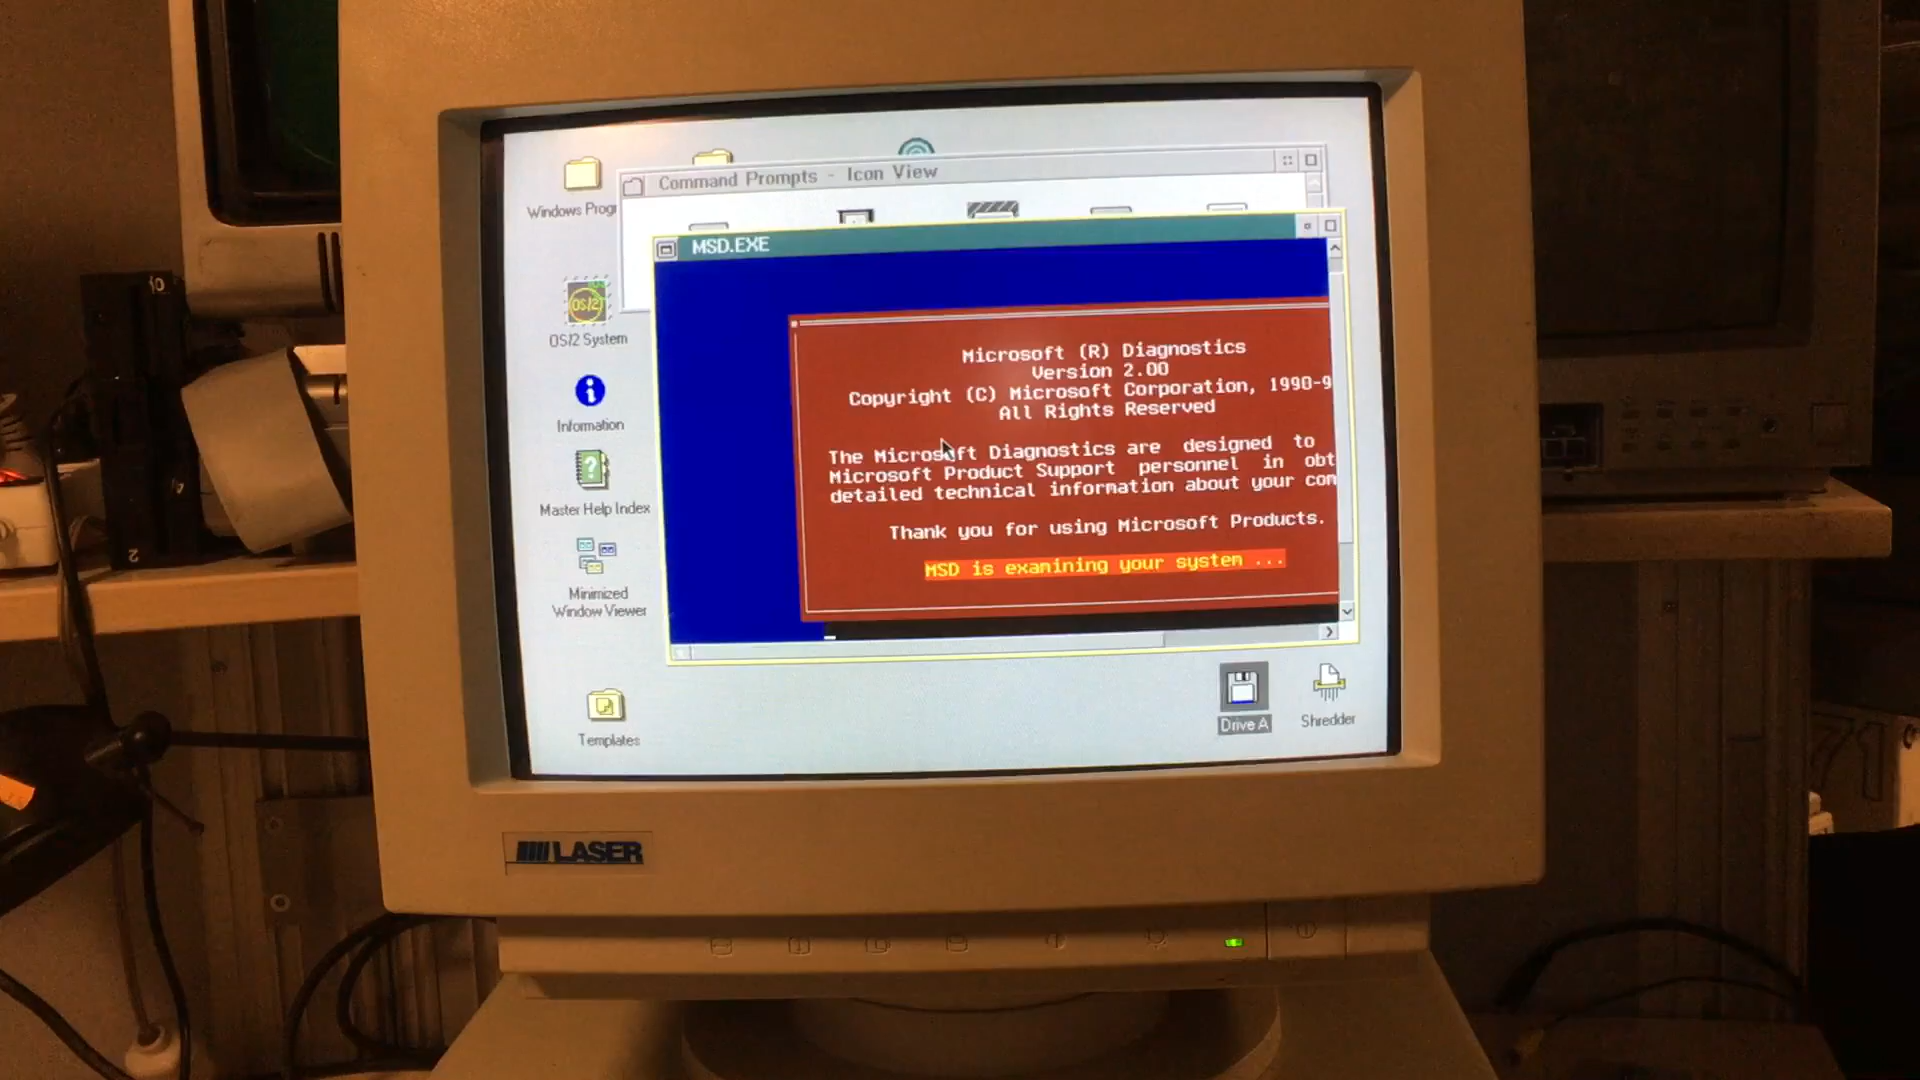 Command Prompts - Icon View
Windows Progr
MSD.EXE
Microsoft (R) Diagnostics
Version 2.00
Copyright (C) Microsoft Corporation, 1990-9
All Rights Reserved
The Microsoft Diagnostics are designed to
Microsoft Product Support personnel in obt
detailed technical information about your com
Thank you for using Microsoft Products.
MSD is examining your system ...
OS/2
OS/2 System
Information
Master Help Index
Minimized
Window Viewer
Templates
Drive A
Shredder
LASER